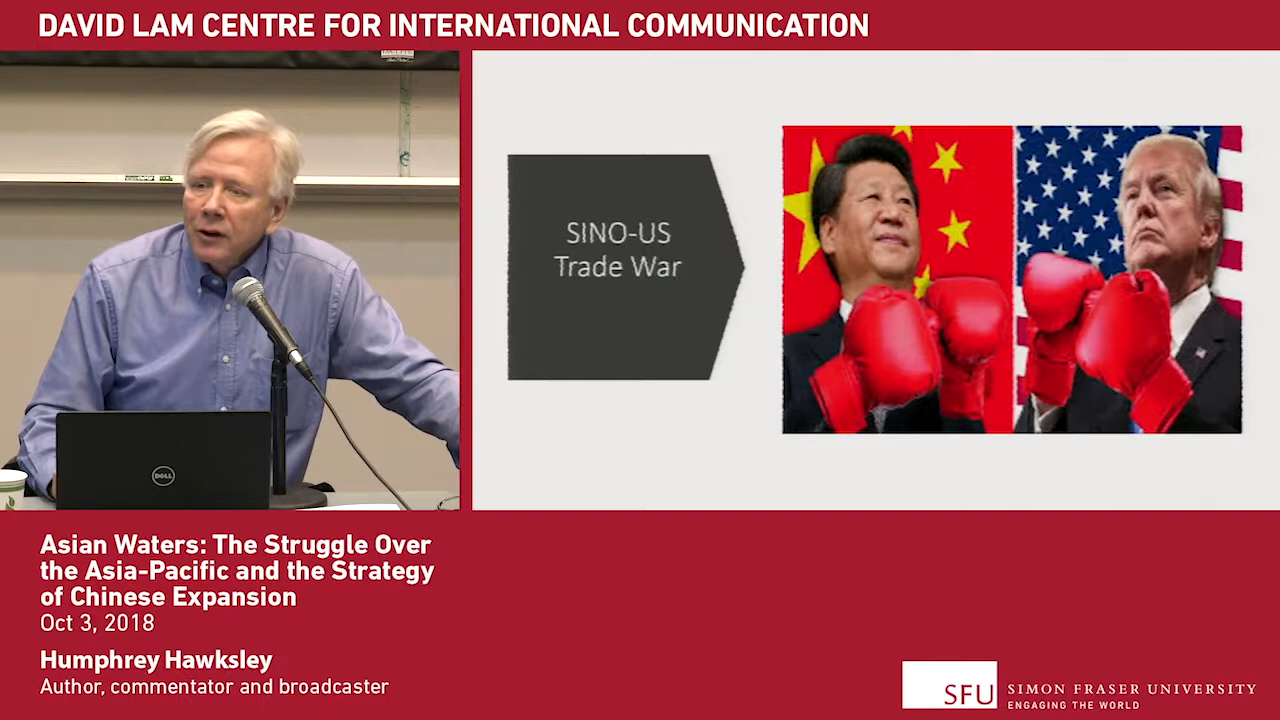 DAVID LAM CENTRE FOR INTERNATIONAL COMMUNICATION
SINO-US
Trade War
DELL
Asian Waters: The Struggle Over
the Asia-Pacific and the Strategy
of Chinese Expansion
Oct 3, 2018
Humphrey Hawksley
Author, commentator and broadcaster
SFU
SIMON FRASER UNIVERSITY
ENGAGING THE WORLD